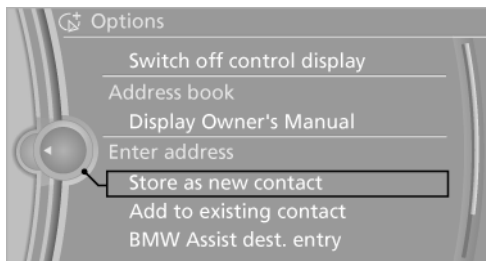 Options
Switch off control display
Address book
Display Owner's Manual
Enter address
Store as new contact
Add to existing contact
BMW Assist dest. entry